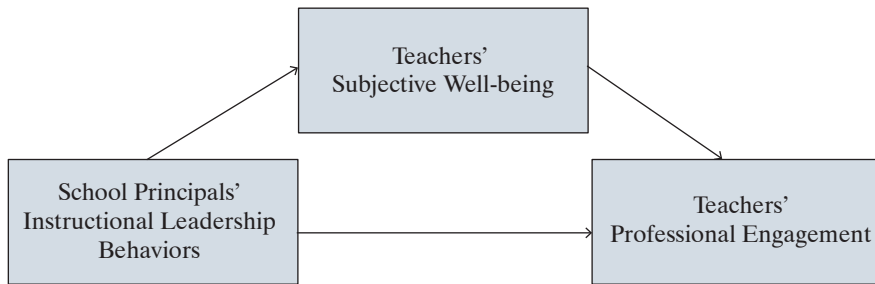 Teachers’
Subjective Well-being
School Principals’
Instructional Leadership
Behaviors
Teachers’
Professional Engagement